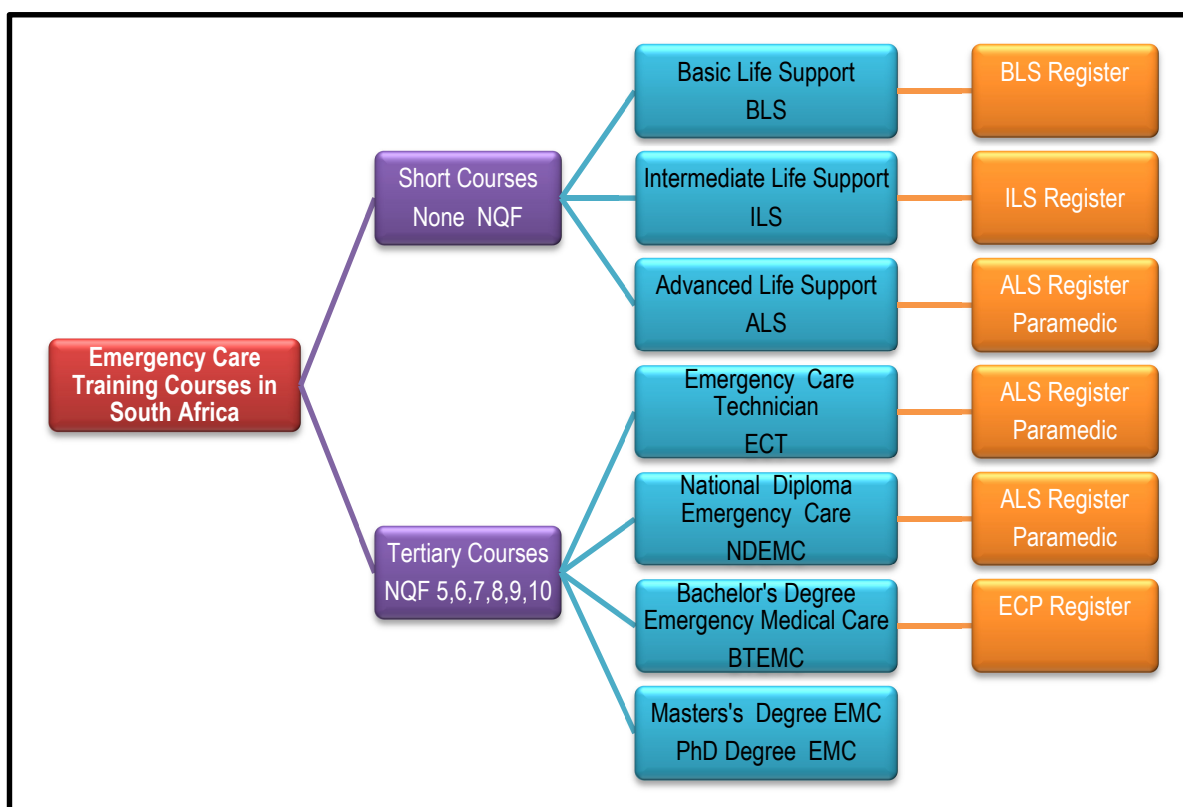 Emergency Care
Training Courses in
South Africa
Short Courses
None NQF
Basic Life Support
BLS
BLS Register
Intermediate Life Support
ILS
ILS Register
Advanced Life Support
ALS
ALS Register
Paramedic
Tertiary Courses
NQF 5,6,7,8,9,10
Emergency Care
Technician
ECT
ALS Register
Paramedic
National Diploma
Emergency Care
NDEMC
ALS Register
Paramedic
Bachelor's Degree
Emergency Medical Care
BTEMC
ECP Register
Masters's Degree EMC
PhD Degree EMC